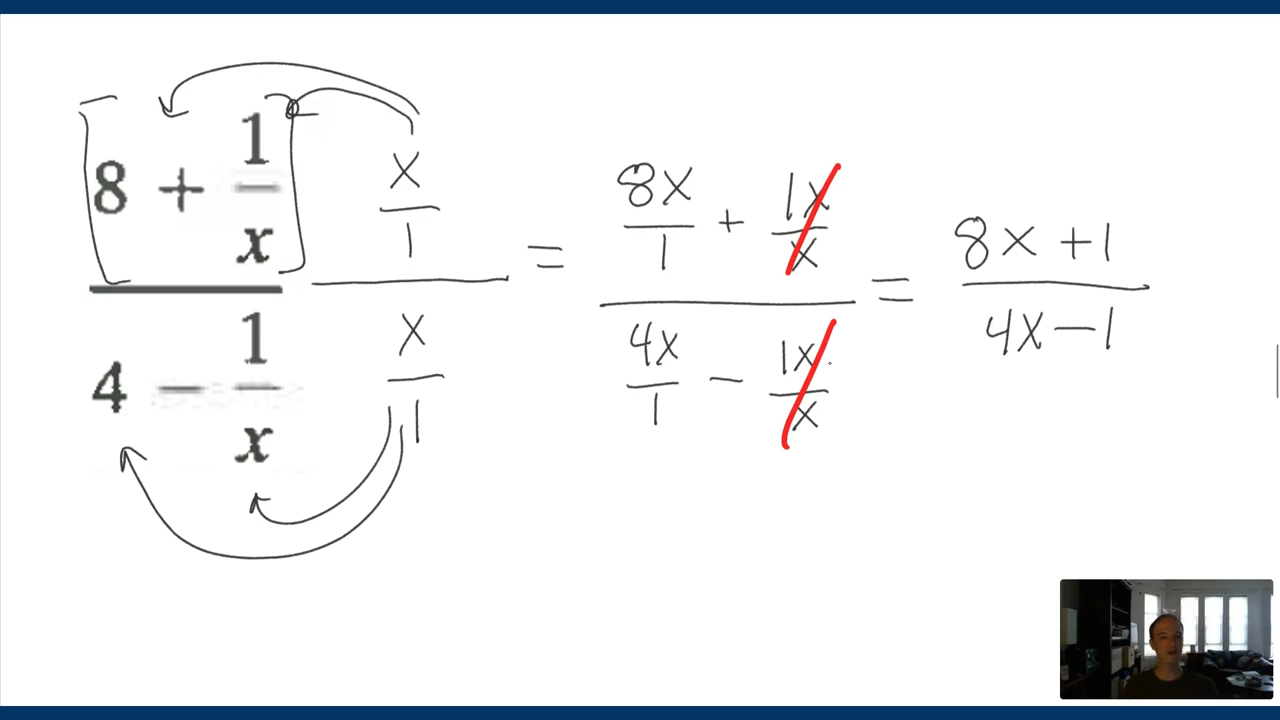 8 + 1/x x/1 = 8x/1 + 1x/x = 8x + 1
4 - 1/x x/1 4x/1 - 1x/x 4x - 1